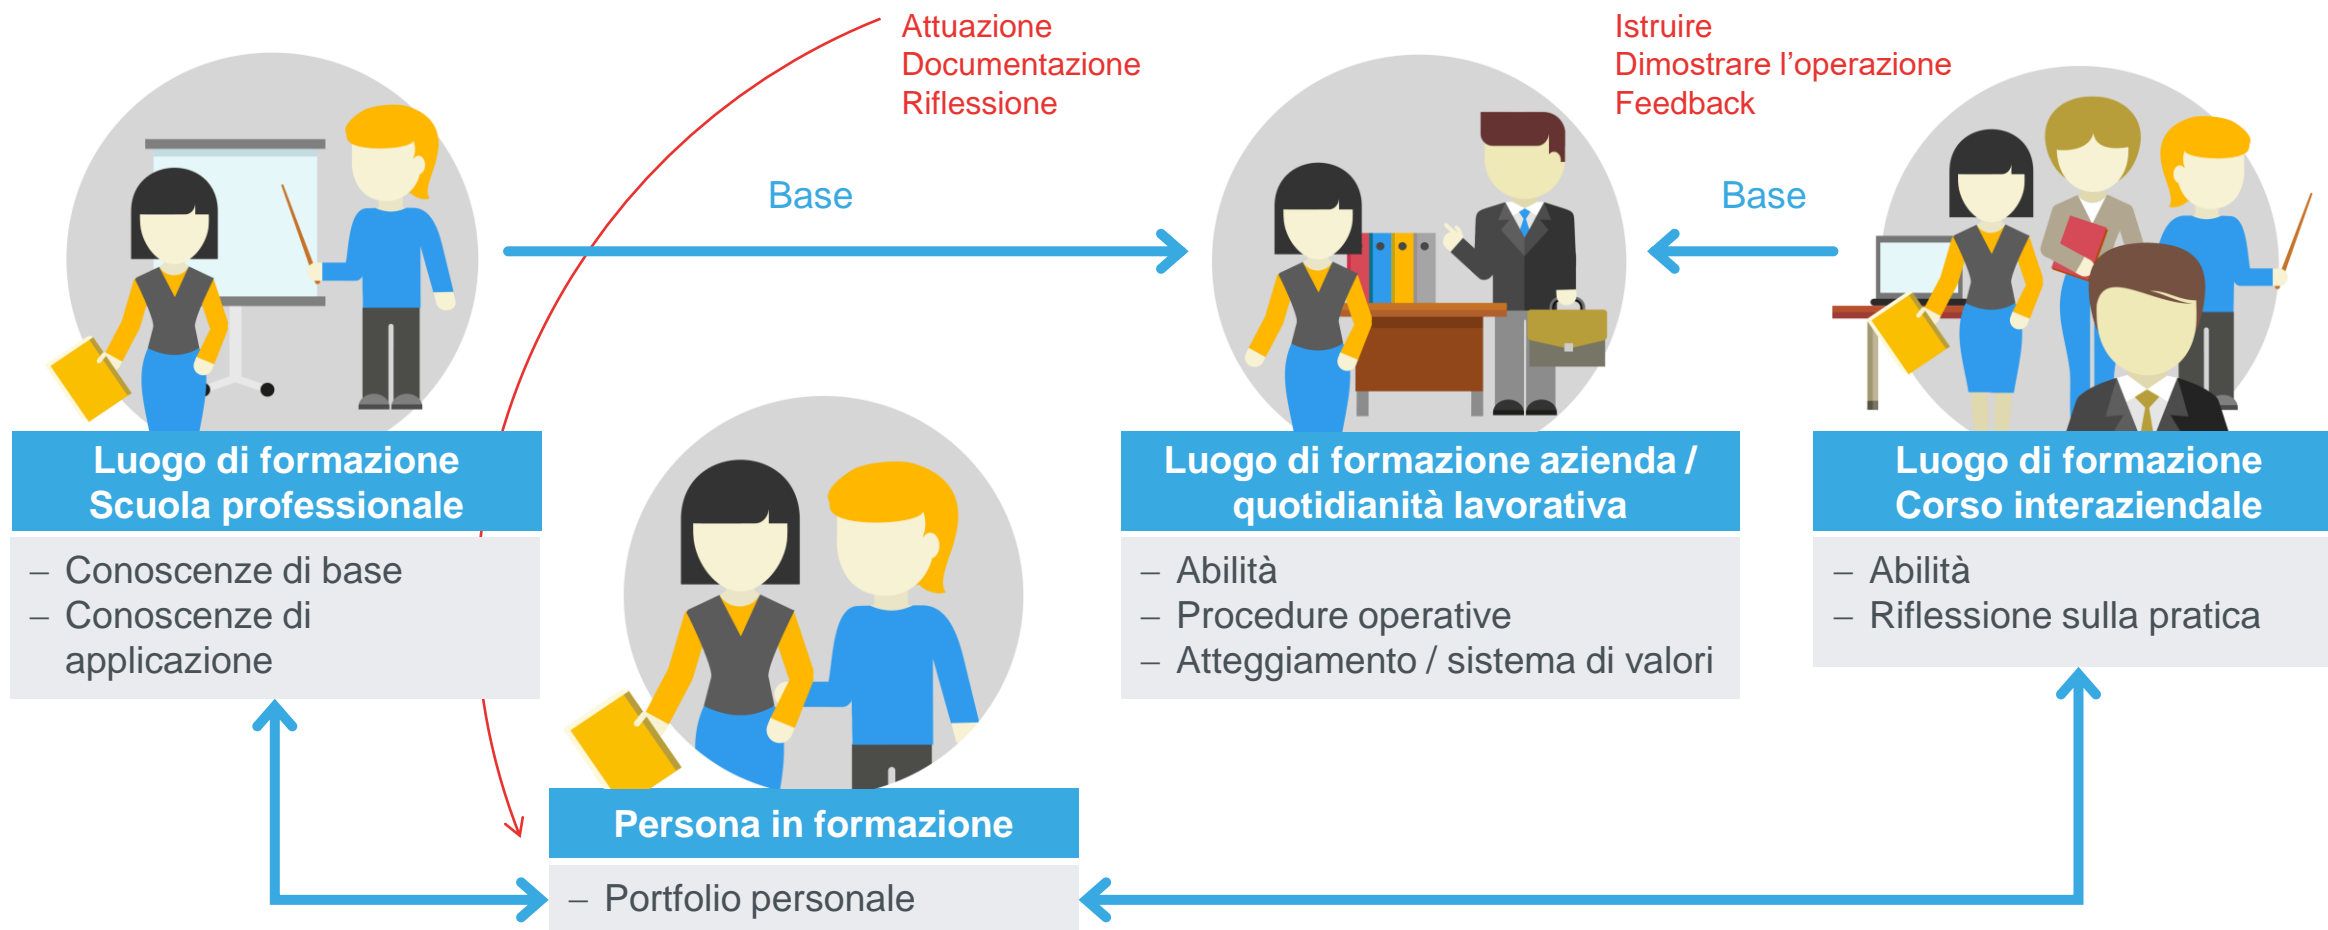 Attuazione
Documentazione
Riflessione
Istruire
Dimostrare l'operazione
Feedback
Base
Base
Luogo di formazione
Scuola professionale
– Conoscenze di base
– Conoscenze di
applicazione
Luogo di formazione azienda /
quotidianità lavorativa
– Abilità
– Procedure operative
– Atteggiamento / sistema di valori
Luogo di formazione
Corso interaziendale
– Abilità
– Riflessione sulla pratica
Persona in formazione
– Portfolio personale